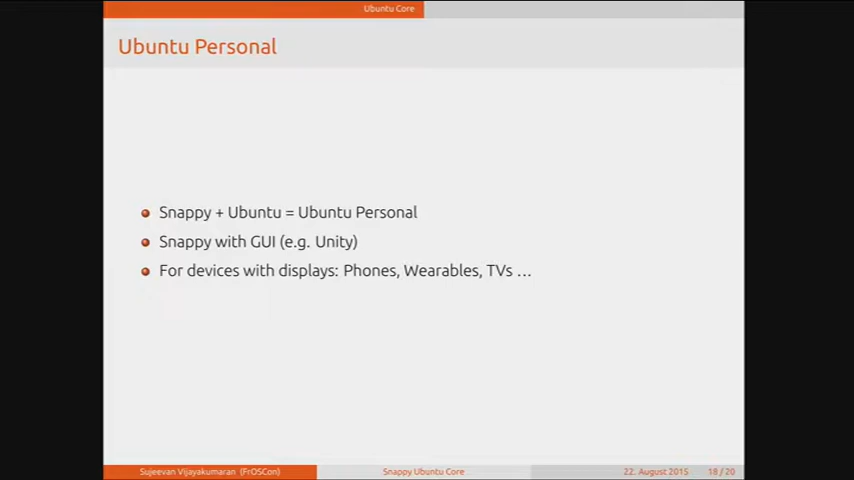 Ubuntu Core
Ubuntu Personal
Snappy + Ubuntu = Ubuntu Personal
Snappy with GUI (e.g. Unity)
For devices with displays: Phones, Wearables, TVs ...
Sujeevan Vijayakumaran (FrOSCon) Snappy Ubuntu Core 22. August 2015 18 / 20